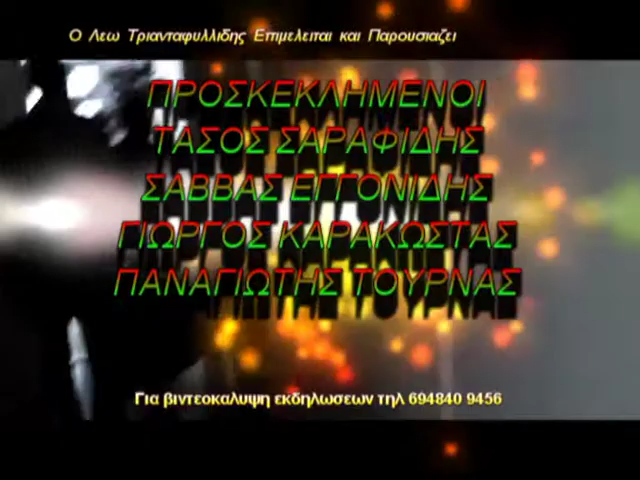 Ο Λεω Τριανταφυλλιδης Επιμελειται και Παρουσιαζει
ΠΡΟΣΚΕΚΛΗΜΕΝΟΙ
ΤΑΣΟΣ ΣΑΡΑΦΙΔΗΣ
ΣΑΒΒΑΣ ΕΓΓΟΝΙΔΗΣ
ΓΙΩΡΓΟΣ ΚΑΡΑΚΩΣΤΑΣ
ΠΑΝΑΓΙΩΤΗΣ ΤΟΥΡΝΑΣ
Για βιντεοκαλυψη εκδηλωσεων τηλ 694840 9456